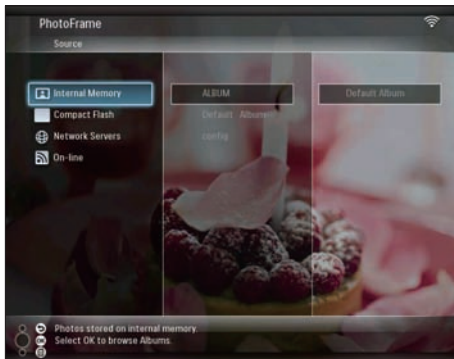 PhotoFrame
Source
Internal Memory
Compact Flash
Network Servers
On-line
ALBUM
Default Album
config
Default Album
Photos stored on internal memory.
Select OK to browse Albums.